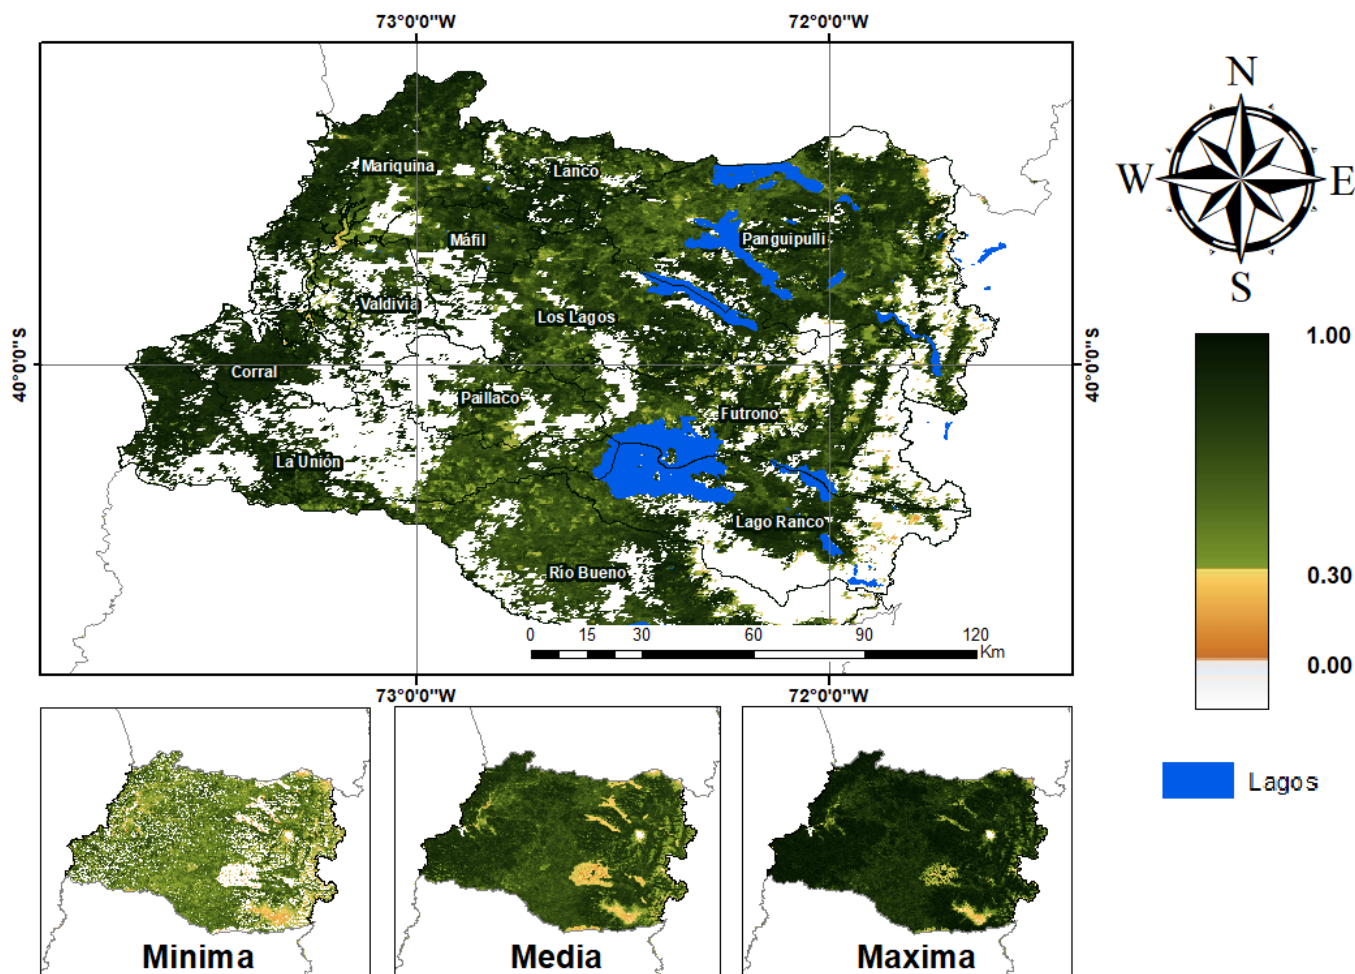 73°0'0"W
72°0'0"W
N
W
E
S
Mariquina
Lanco
Máfil
Panguipulli
Valdivia
Los Lagos
40°0'0"S
40°0'0"S
Corral
Paillaco
Futrono
La Unión
Lago Ranco
Río Bueno
0 15 30 60 90 120
Km
1.00
0.30
0.00
73°0'0"W
72°0'0"W
Lagos
Minima
Media
Maxima